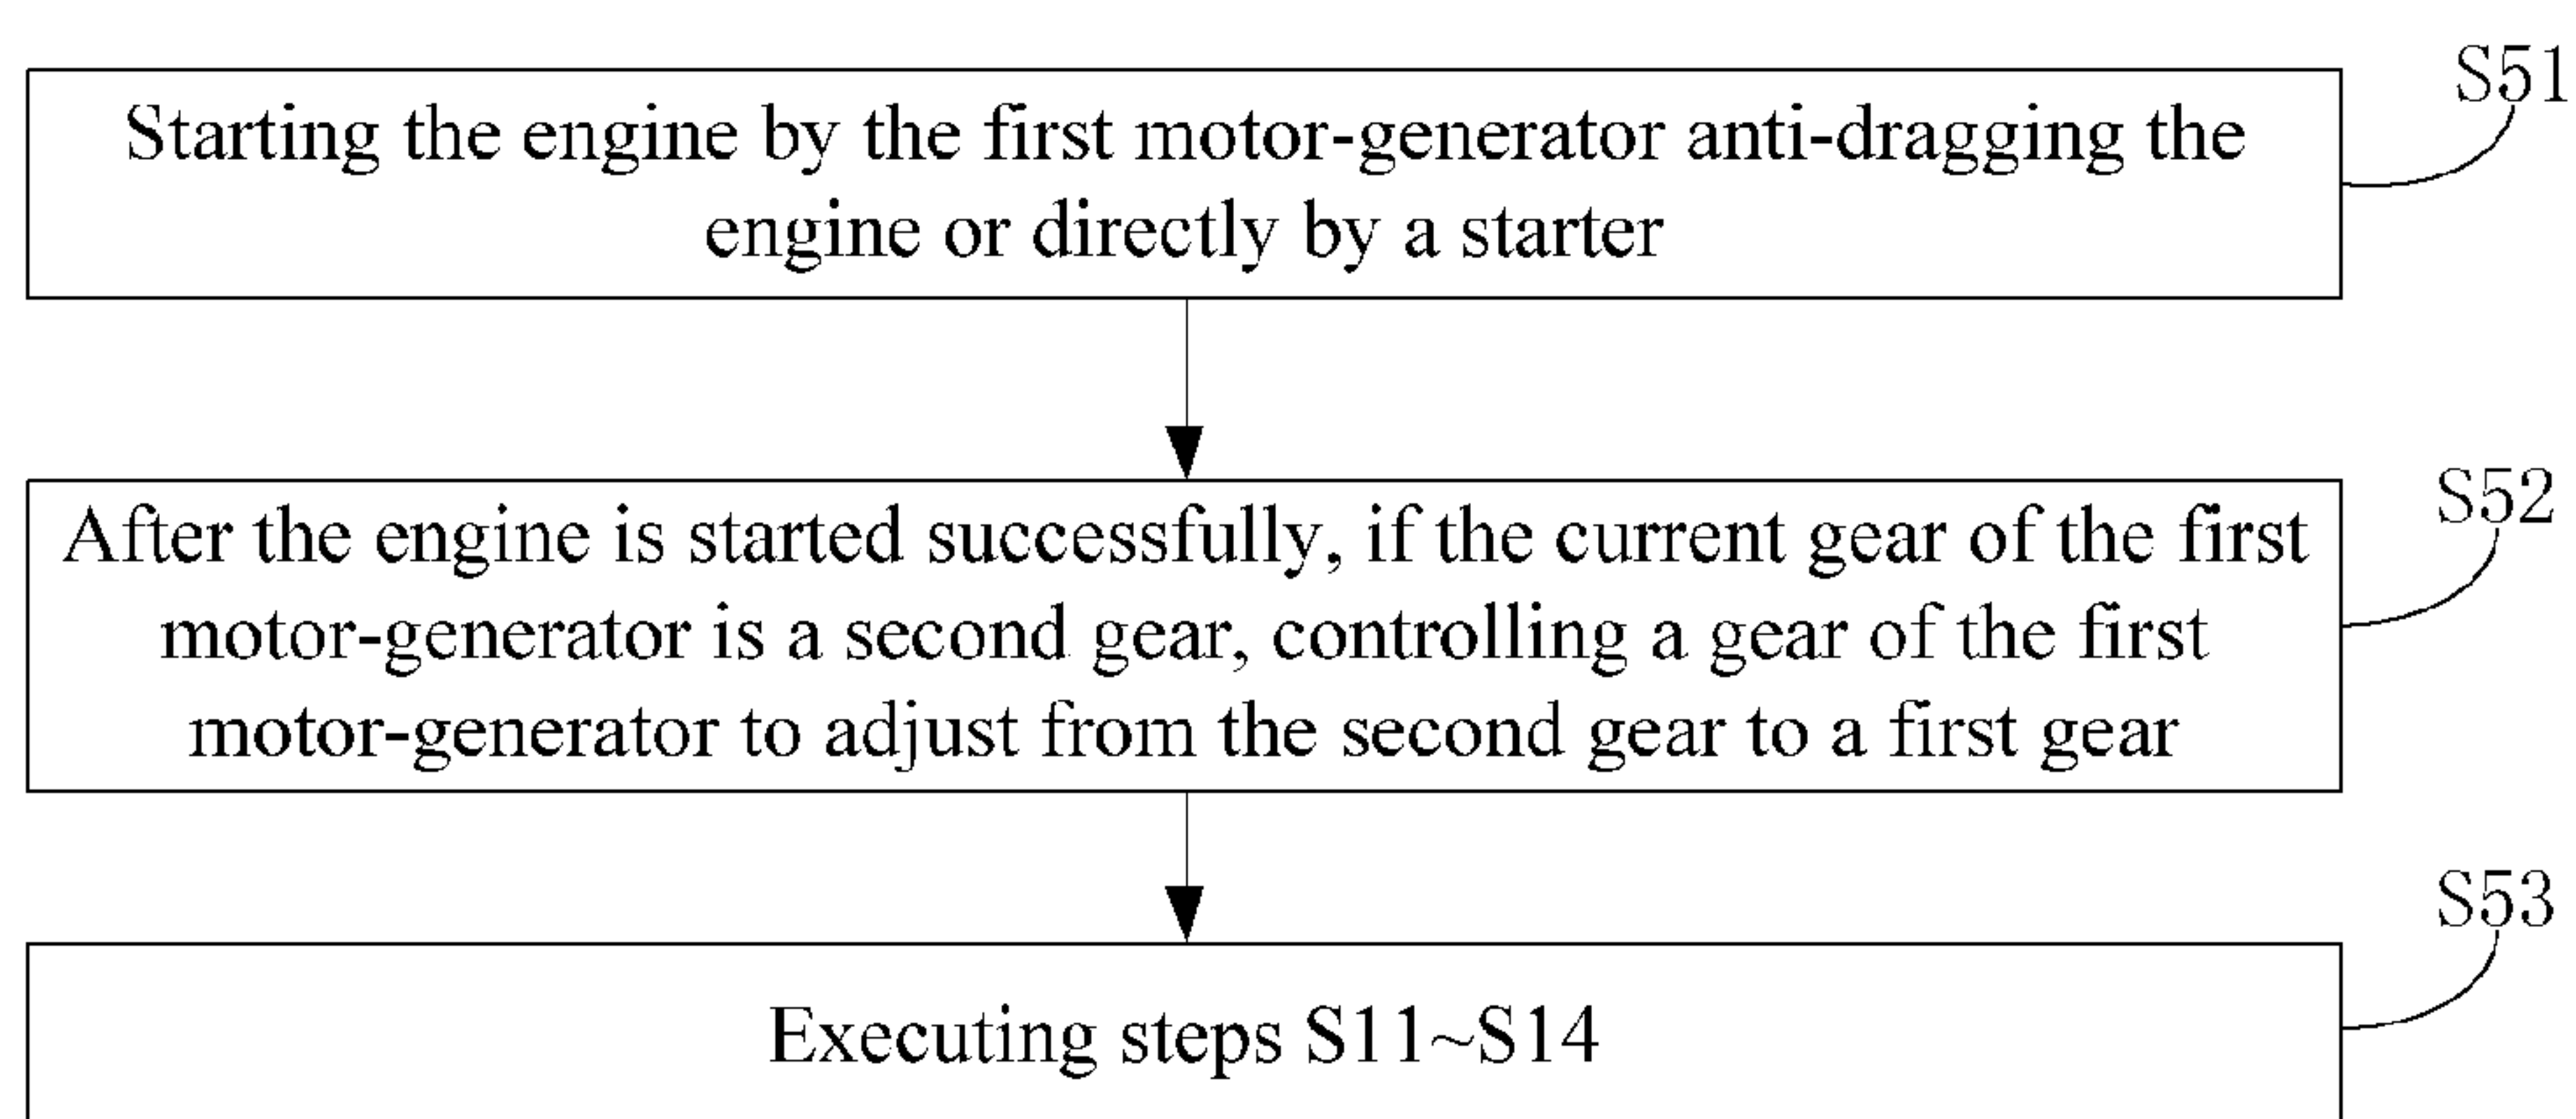 S51
Starting the engine by the first motor-generator anti-dragging the
engine or directly by a starter
S52
After the engine is started successfully, if the current gear of the first
motor-generator is a second gear, controlling a gear of the first
motor-generator to adjust from the second gear to a first gear
S53
Executing steps S11~S14